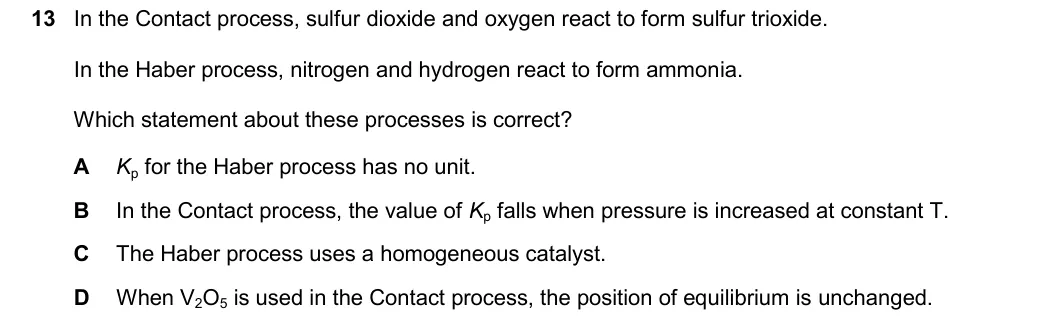 13 In the Contact process, sulfur dioxide and oxygen react to form sulfur trioxide.
In the Haber process, nitrogen and hydrogen react to form ammonia.
Which statement about these processes is correct?
A Kp for the Haber process has no unit.
B In the Contact process, the value of Kp falls when pressure is increased at constant T.
C The Haber process uses a homogeneous catalyst.
D When V₂O₅ is used in the Contact process, the position of equilibrium is unchanged.